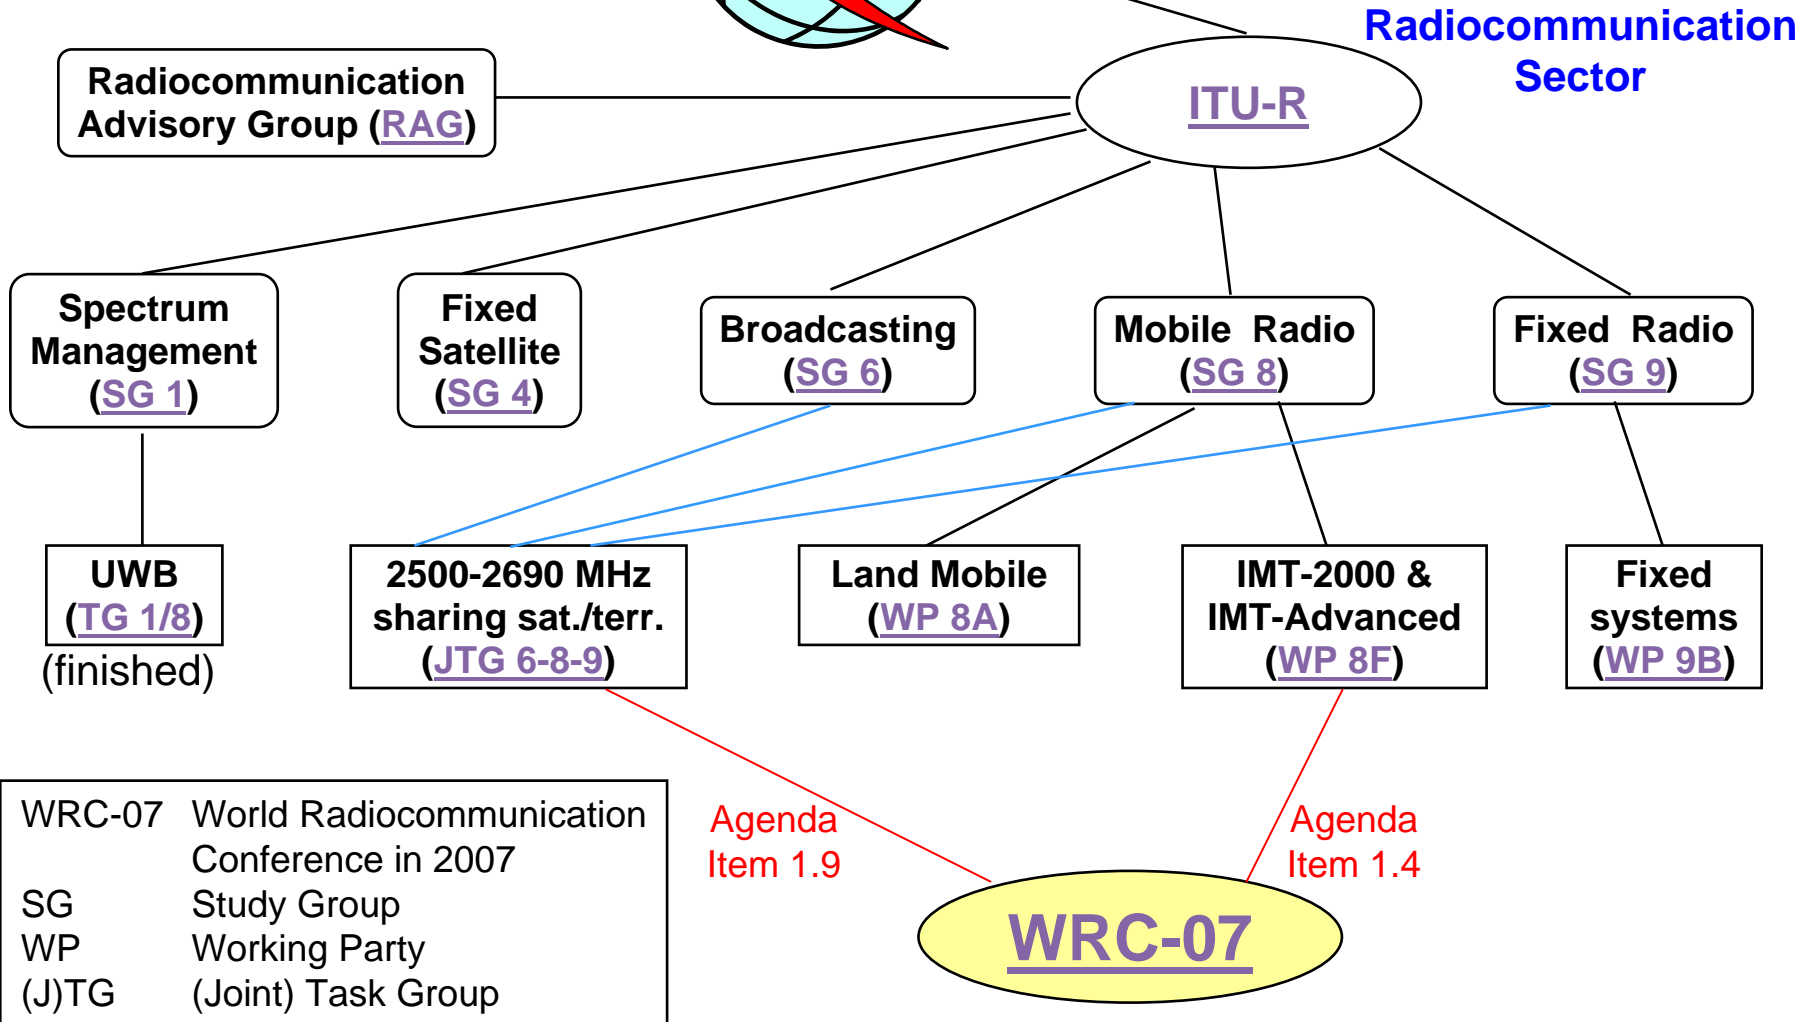 Radiocommunication
Sector
Radiocommunication
Advisory Group (RAG)
ITU-R
Spectrum
Management
(SG 1)
Fixed
Satellite
(SG 4)
Broadcasting
(SG 6)
Mobile Radio
(SG 8)
Fixed Radio
(SG 9)
UWB
(TG 1/8)
(finished)
2500-2690 MHz
sharing sat./terr.
(JTG 6-8-9)
Land Mobile
(WP 8A)
IMT-2000 &
IMT-Advanced
(WP 8F)
Fixed
systems
(WP 9B)
Agenda
Item 1.9
Agenda
Item 1.4
WRC-07
WRC-07 World Radiocommunication
Conference in 2007
SG Study Group
WP Working Party
(J)TG (Joint) Task Group